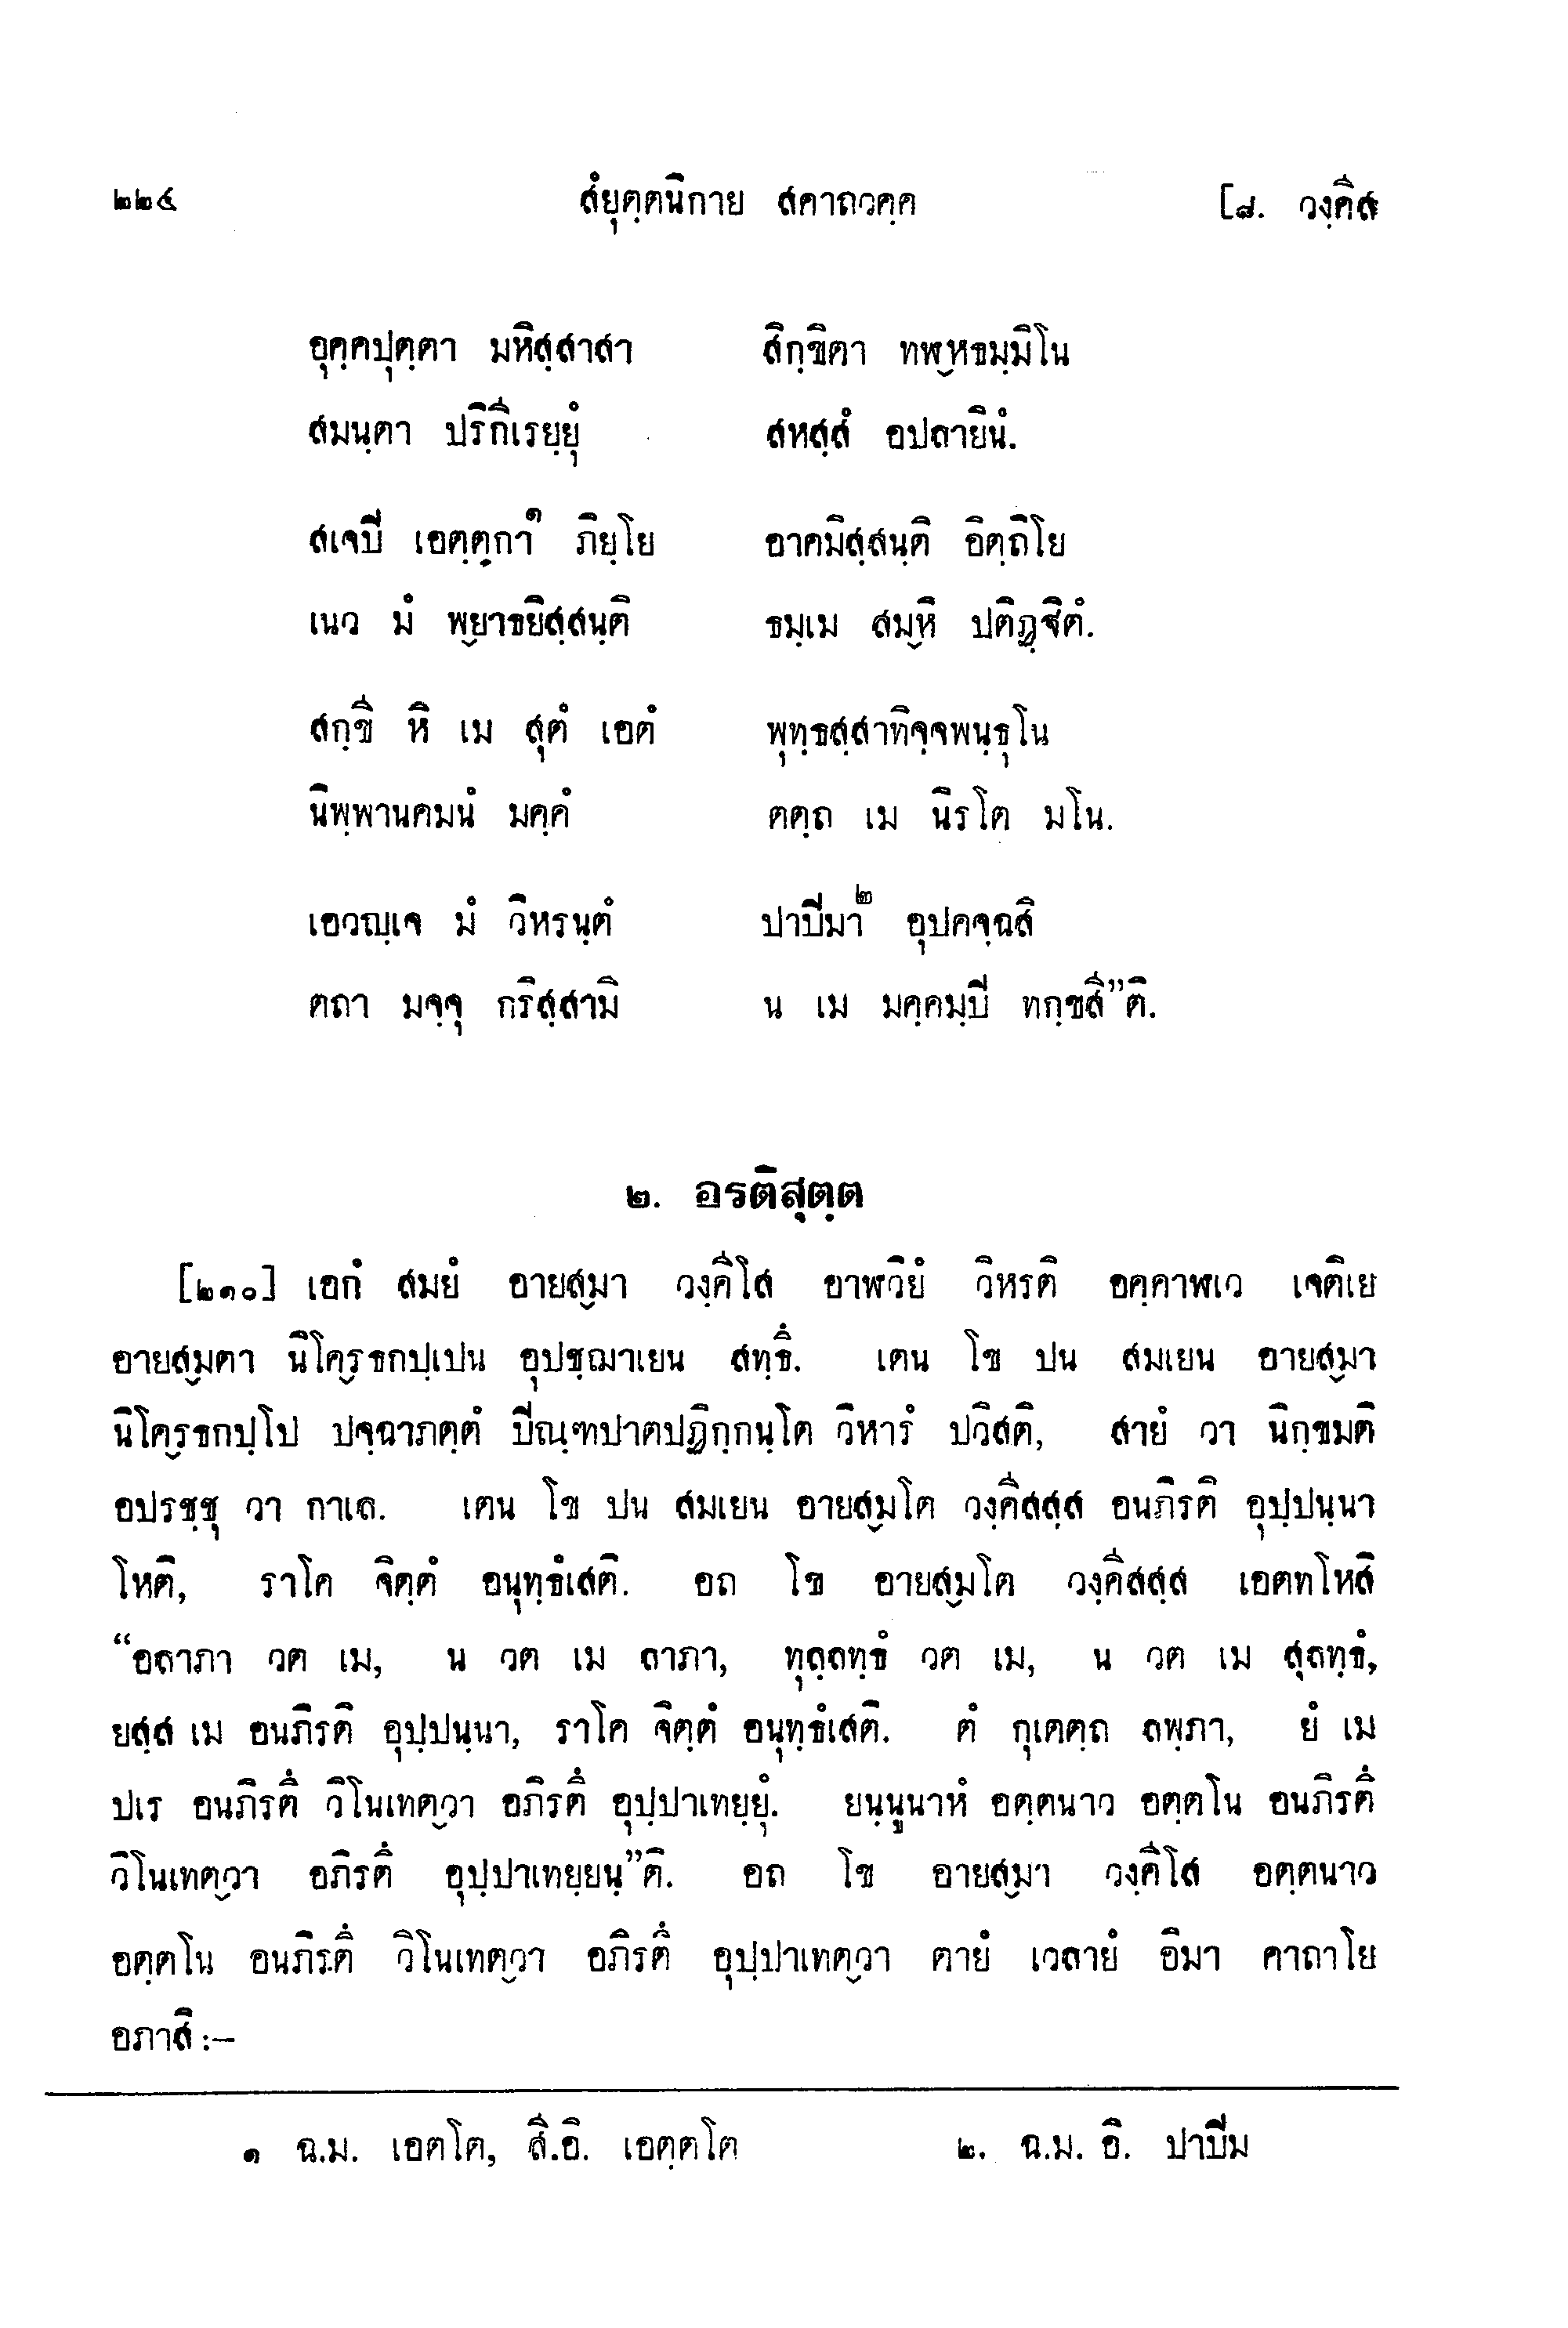 ๒๒๔ สํยุตฺตนิกาย สคาถวคฺค [๘. วงฺคีส
อุคฺคปุตฺตา มหิสฺสาสา สิกฺขิตา ทฬฺหธมฺมิโน
สมนฺตา ปริกิเรยฺยุํ สหสฺสํ อปลายินํ.
สเจปิ เอตฺตกา๑ ภิยฺโย อาคมิสฺสนฺติ อิตฺถิโย
เนว มํ พฺยาธยิสฺสนฺติ ธมฺเม สมฺหิ ปติฏฺฐิตํ.
สกฺขิ หิ เม สุตํ เอตํ พุทฺธสฺสาทิจฺจพนฺธุโน
นิพฺพานคมนํ มคฺคํ ตตฺถ เม นิรโต มโน.
เอวญฺเจ มํ วิหรนฺตํ ปาปิมา๒ อุปคจฺฉสิ
ตถา มจฺจุ กริสฺสามิ น เม มคฺคมฺปิ ทกฺขสี”ติ.
๒. อรติสุตฺต
[๒๑๐] เอกํ สมยํ อายสฺมา วงฺคีโส อาฬวิยํ วิหรติ อคฺคาฬเว เจติเย
อายสฺมตา นิโคฺรธกปฺเปน อุปชฺฌาเยน สทฺธึ. เตน โข ปน สมเยน อายสฺมา
นิโคฺรธกปฺโป ปจฺฉาภตฺตํ ปิณฺฑปาตปฏิกฺกนฺโต วิหารํ ปวิสติ, สายํ วา นิกฺขมติ
อปรชฺชุ วา กาเล. เตน โข ปน สมเยน อายสฺมโต วงฺคีสสฺส อนภิรติ อุปฺปนฺนา
โหติ, ราโค จิตฺตํ อนุทฺธํเสติ. อถ โข อายสฺมโต วงฺคีสสฺส เอตทโหสิ
“อลาภา วต เม, น วต เม ลาภา, ทุลฺลทฺธํ วต เม, น วต เม สุลทฺธํ,
ยสฺส เม อนภิรติ อุปฺปนฺนา, ราโค จิตฺตํ อนุทฺธํเสติ. ตํ กุเตตฺถ ลพฺภา, ยํ เม
ปเร อนภิรตึ วิโนเทตฺวา อภิรตึ อุปฺปาเทยฺยุํ. ยนฺนูนาหํ อตฺตนาว อตฺตโน อนภิรตึ
วิโนเทตฺวา อภิรตึ อุปฺปาเทยฺยนฺ”ติ. อถ โข อายสฺมา วงฺคีโส อตฺตนาว
อตฺตโน อนภิรตึ วิโนเทตฺวา อภิรตึ อุปฺปาเทตฺวา ตายํ เวลายํ อิมา คาถาโย
อภาสิ :–
๑ ฉ.ม. เอตโต, สี.อิ. เอตฺตโต ๒. ฉ.ม. อิ. ปาปิม